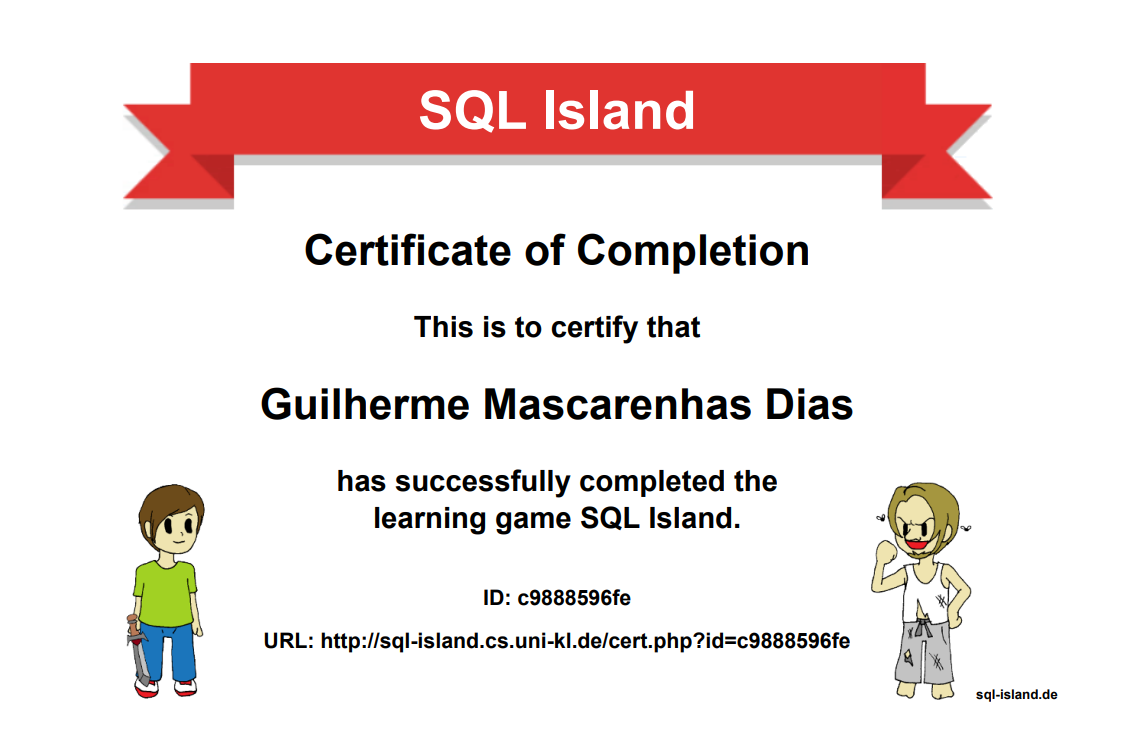 SQL Island
Certificate of Completion
This is to certify that
Guilherme Mascarenhas Dias
has successfully completed the
learning game SQL Island.
ID: c9888596fe
URL: http://sql-island.cs.uni-kl.de/cert.php?id=c9888596fe
sql-island.de